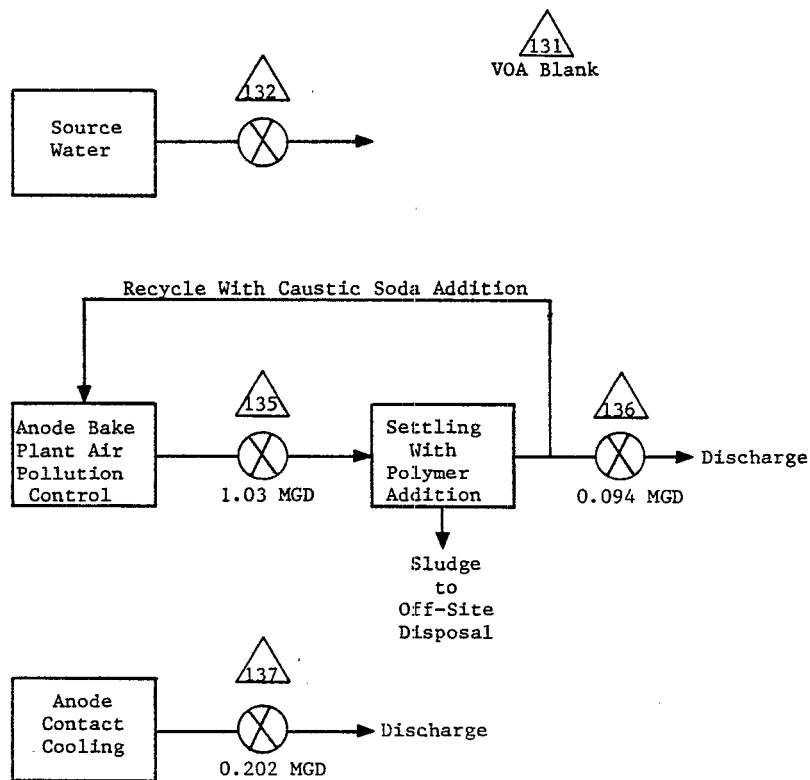 131
VOA Blank
132
Source
Water
Recycle With Caustic Soda Addition
135
136
Anode Bake
Plant Air
Pollution
Control
Settling
With
Polymer
Addition
Discharge
1.03 MGD
0.094 MGD
Sludge
to
Off-Site
Disposal
137
Anode
Contact
Cooling
Discharge
0.202 MGD